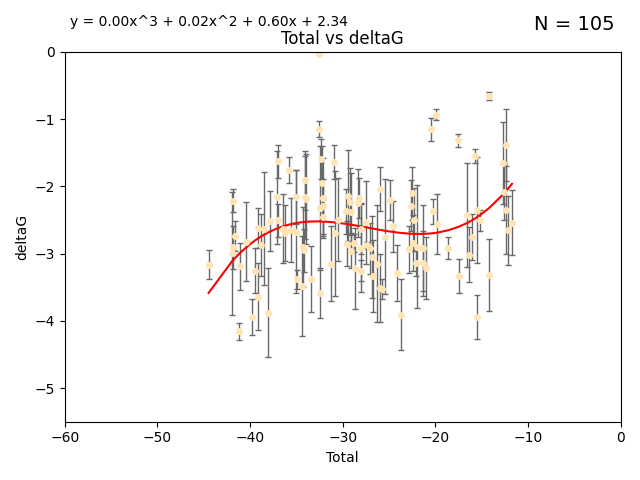 y = 0.00x^3 + 0.02x^2 + 0.60x + 2.34
N = 105
Total vs deltaG
0
−1
−2
−3
−4
−5
deltaG
−60
−50
−40
−30
−20
−10
0
Total